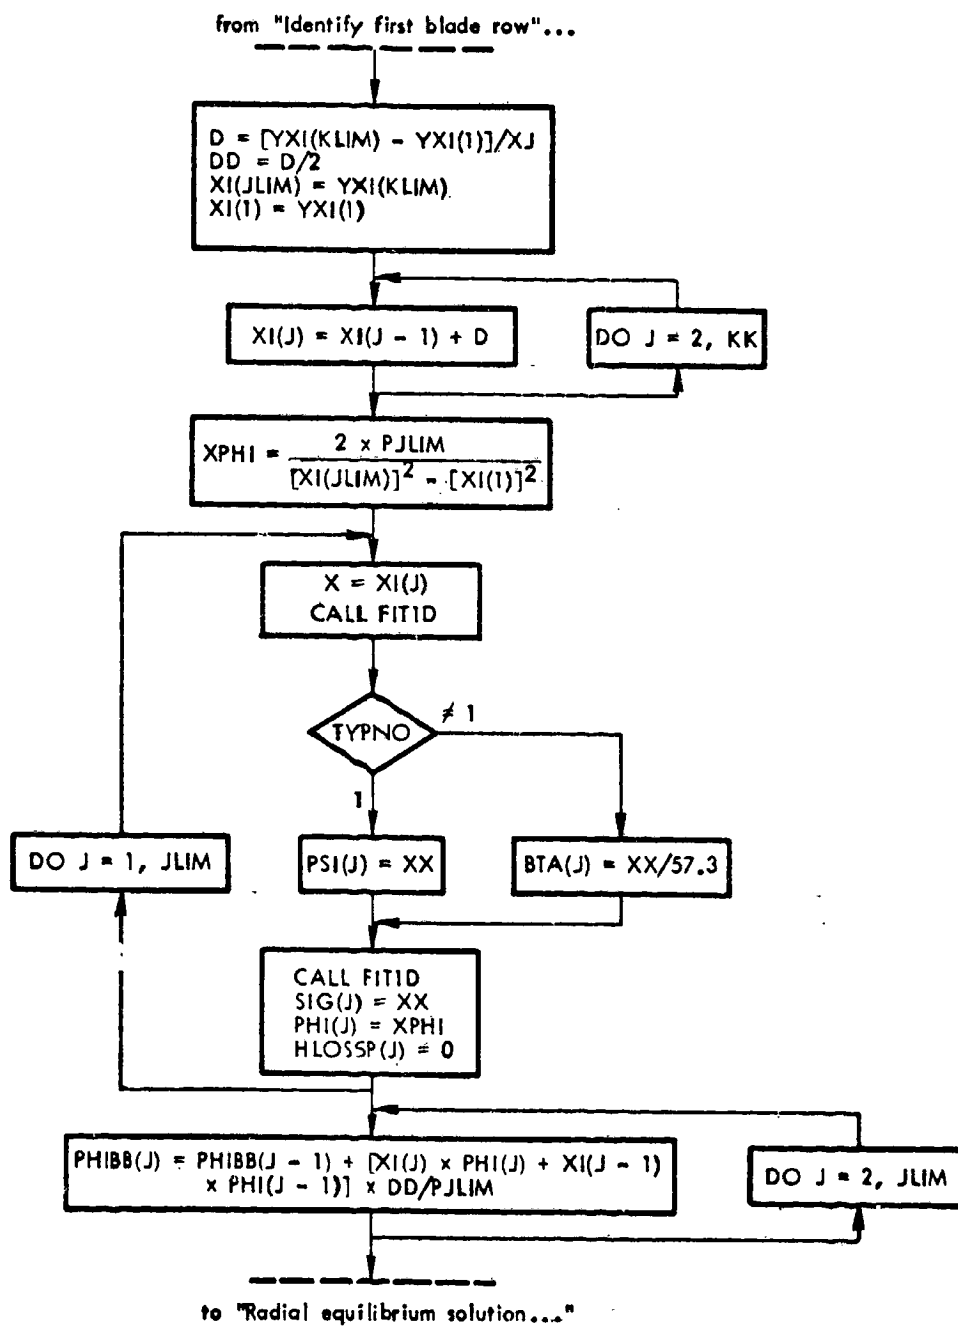 from "Identify first blade row"...
D = [YXI(KLIM) - YXI(1)]/XJ
DD = D/2
XI(JLIM) = YXI(KLIM)
XI(1) = YXI(1)
XI(J) = XI(J - 1) + D
DO J = 2, KK
XPHI = 2 x PJLIM
[XI(JLIM)]² - [XI(1)]²
X = XI(J)
CALL FIT1D
TYPNO
≠ 1
1
DO J = 1, JLIM
PSI(J) = XX
BTA(J) = XX/57.3
CALL FIT1D
SIG(J) = XX
PHI(J) = XPHI
HLOSSP(J) = 0
PHIBB(J) = PHIBB(J - 1) + [XI(J) x PHI(J) + XI(J - 1)
x PHI(J - 1)] x DD/PJLIM
DO J = 2, JLIM
to "Radial equilibrium solution...."